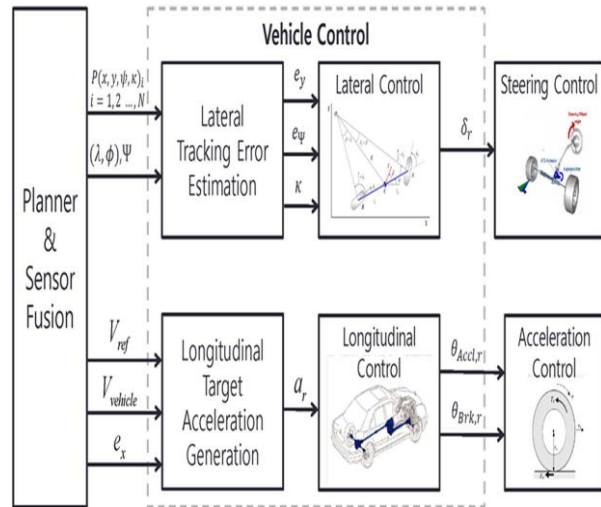 Vehicle Control
Planner
&
Sensor
Fusion
P(x, y, ψ, κ)ᵢ
i = 1,2 ..., N
(λ, ϕ), Ψ
Lateral
Tracking Error
Estimation
e_y
e_Ψ
κ
Lateral Control
δ_r
Steering Control
V_ref
V_vehicle
e_x
Longitudinal
Target
Acceleration
Generation
a_r
Longitudinal
Control
θ_Accl,r
θ_Brk,r
Acceleration
Control